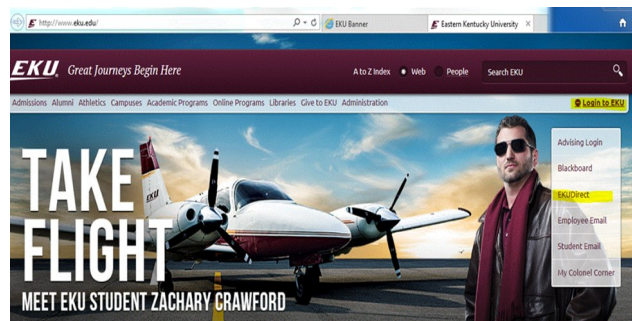 http://www.eku.edu/
EKU Banner
Eastern Kentucky University
EKU Great Journeys Begin Here
A to Z Index Web People Search EKU
Admissions Alumni Athletics Campuses Academic Programs Online Programs Libraries Give to EKU Administration Login to EKU
TAKE
FLIGHT
MEET EKU STUDENT ZACHARY CRAWFORD
EKU
Advising Login
Blackboard
EKUDirect
Employee Email
Student Email
My Colonel Corner